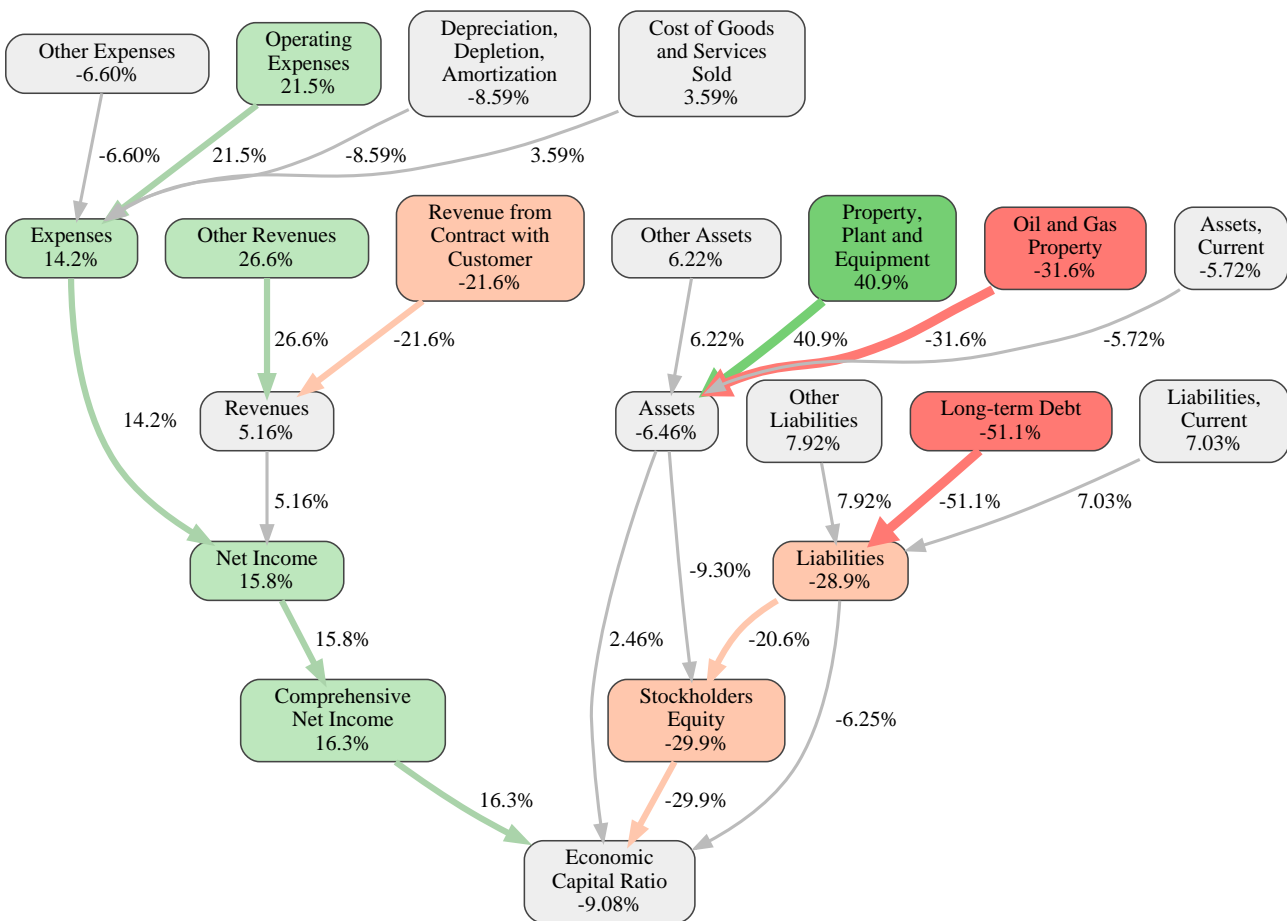 Other Expenses
-6.60%
Operating
Expenses
21.5%
Depreciation,
Depletion,
Amortization
-8.59%
Cost of Goods
and Services
Sold
3.59%
-6.60%
21.5%
-8.59%
3.59%
Expenses
14.2%
Other Revenues
26.6%
Revenue from
Contract with
Customer
-21.6%
Other Assets
6.22%
Property,
Plant and
Equipment
40.9%
Oil and Gas
Property
-31.6%
Assets,
Current
-5.72%
26.6%
-21.6%
6.22%
40.9%
-31.6%
-5.72%
14.2%
Revenues
5.16%
Assets
-6.46%
Other
Liabilities
7.92%
Long-term Debt
-51.1%
Liabilities,
Current
7.03%
5.16%
7.92%
-51.1%
7.03%
Net Income
15.8%
-9.30%
Liabilities
-28.9%
15.8%
2.46%
-20.6%
Comprehensive
Net Income
16.3%
Stockholders
Equity
-29.9%
-6.25%
16.3%
-29.9%
Economic
Capital Ratio
-9.08%